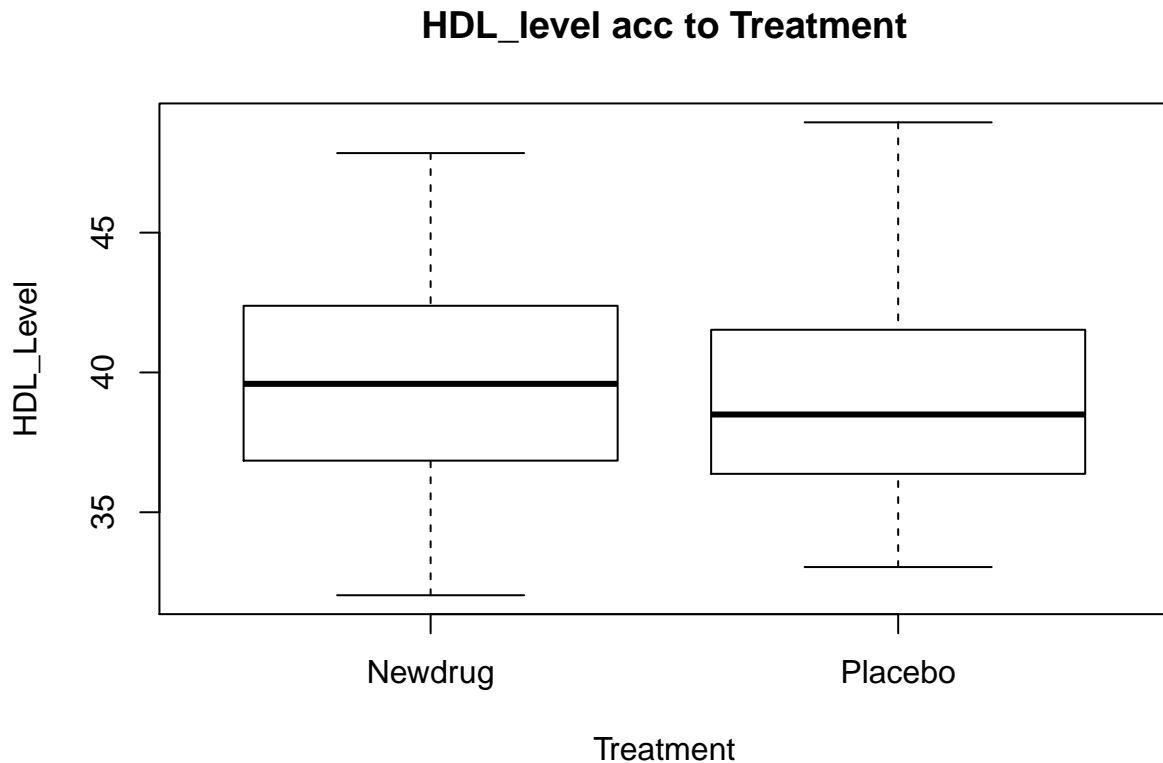 HDL_level acc to Treatment
HDL_Level
45
40
35
Newdrug
Placebo
Treatment